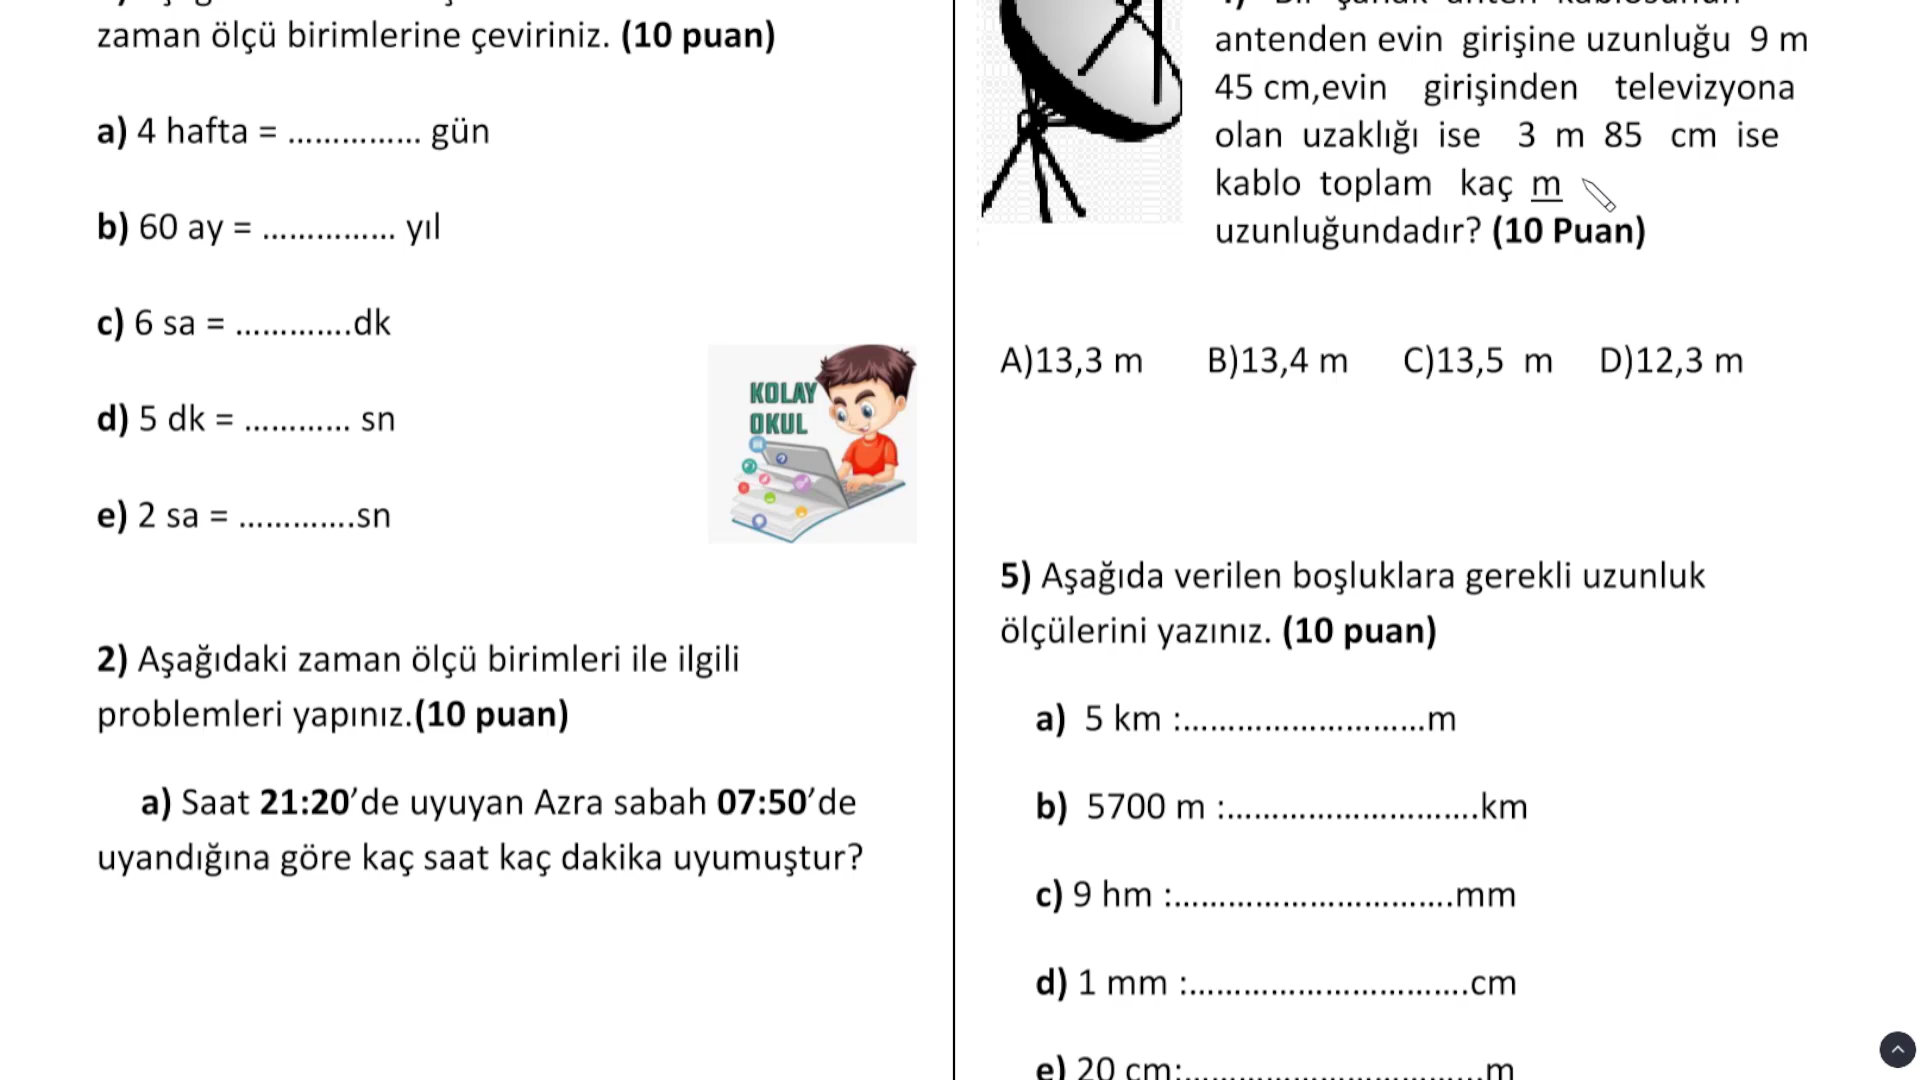 zaman ölçü birimlerine çeviriniz. (10 puan)
a) 4 hafta = ............... gün
b) 60 ay = ............... yıl
c) 6 sa = .............dk
d) 5 dk = ............ sn
e) 2 sa = .............sn
KOLAY
OKUL
2) Aşağıdaki zaman ölçü birimleri ile ilgili
problemleri yapınız.(10 puan)
a) Saat 21:20’de uyuyan Azra sabah 07:50’de
uyandığına göre kaç saat kaç dakika uyumuştur?
antenden evin girişine uzunluğu 9 m
45 cm,evin girişinden televizyona
olan uzaklığı ise 3 m 85 cm ise
kablo toplam kaç m
uzunluğundadır? (10 Puan)
A)13,3 m B)13,4 m C)13,5 m D)12,3 m
5) Aşağıda verilen boşluklara gerekli uzunluk
ölçülerini yazınız. (10 puan)
a) 5 km :...........................m
b) 5700 m :............................km
c) 9 hm :...............................mm
d) 1 mm :...............................cm
e) 20 cm:.................................m